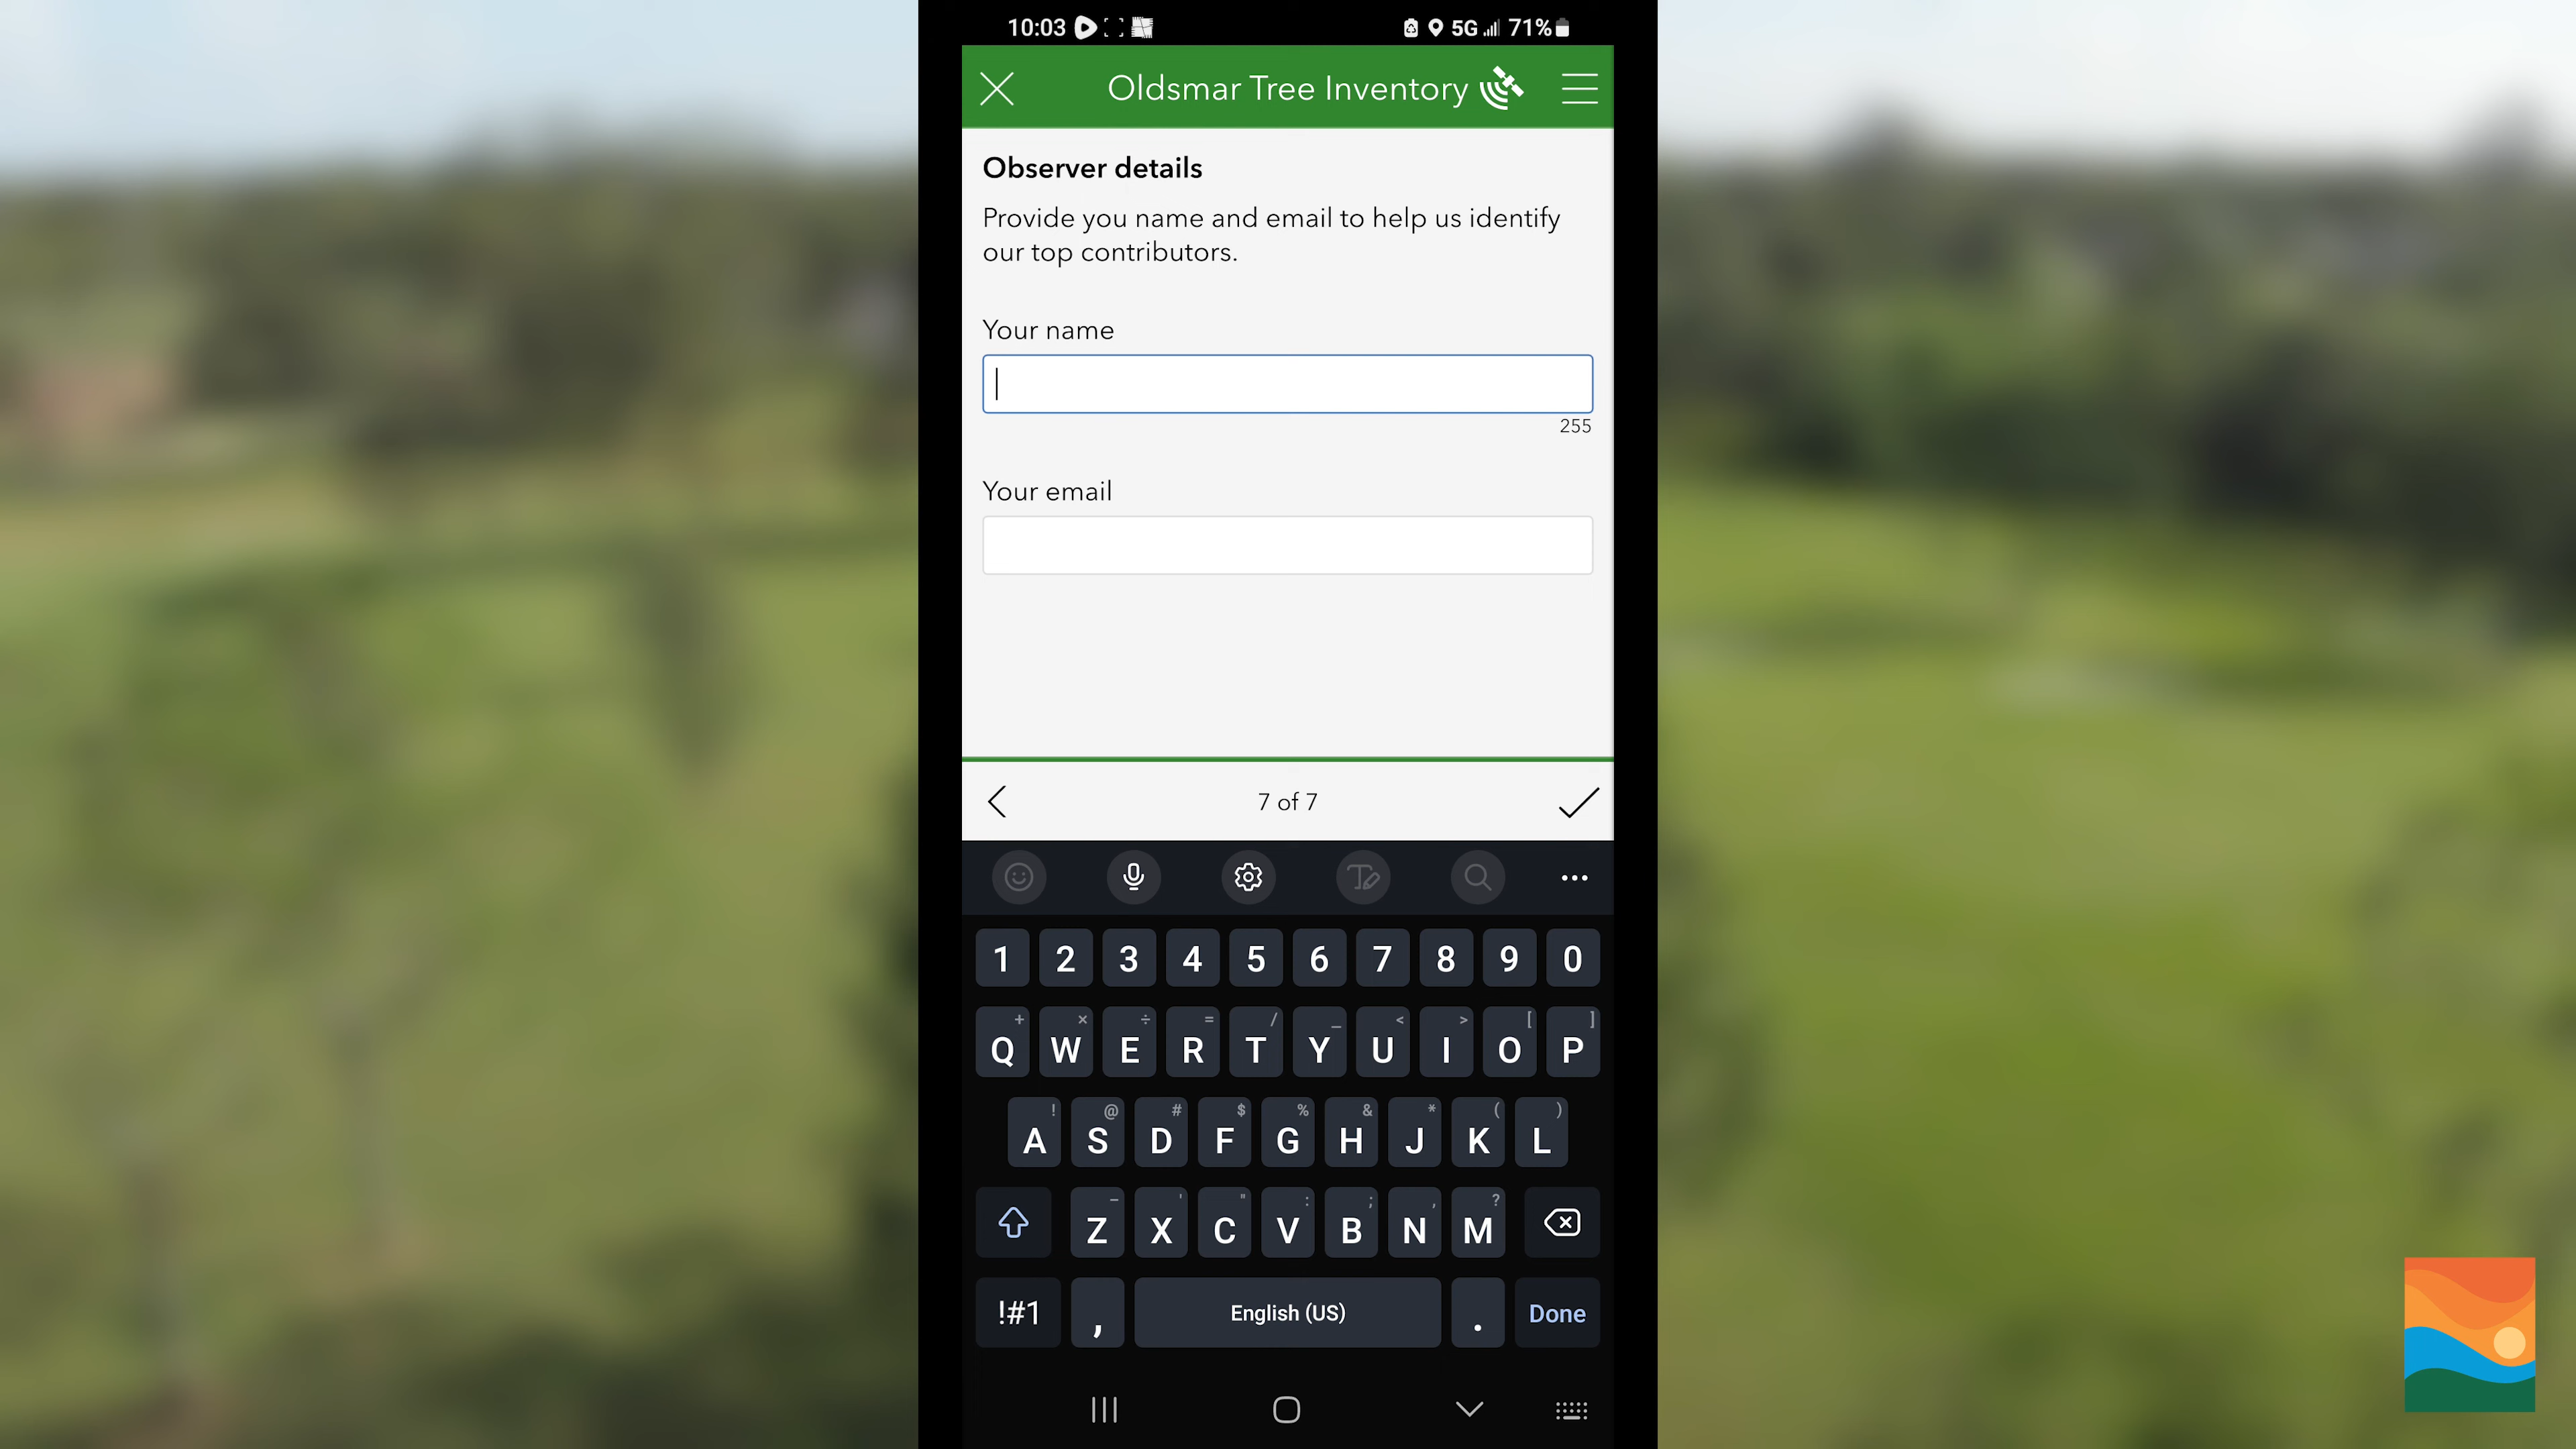 10:03 5G 71%
Oldsmar Tree Inventory
Observer details
Provide you name and email to help us identify
our top contributors.
Your name
255
Your email
7 of 7
1 2 3 4 5 6 7 8 9 0
+ × ÷ = / _ < > [ ]
Q W E R T Y U I O P
! @ # $ % & * ( )
A S D F G H J K L
- ' " : ; , ?
Z X C V B N M
!#1 , English (US) . Done